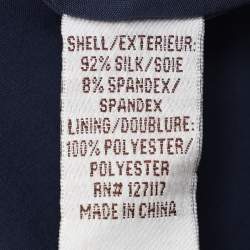 SHELL/EXTERIEUR:
92% SILK/SOIE
8% SPANDEX/
SPANDEX
LINING/DOUBLURE:
100% POLYESTER/
POLYESTER
RN# 127117
MADE IN CHINA